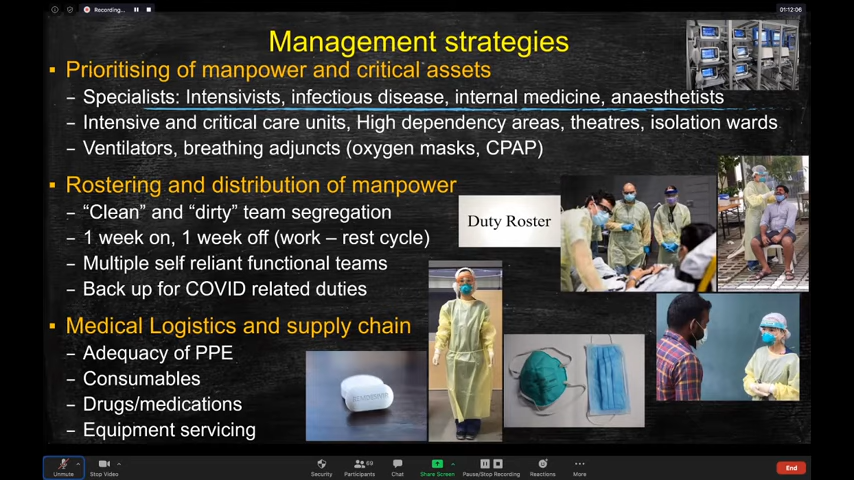 Recording...
01:12:06
Management strategies
▪ Prioritising of manpower and critical assets
– Specialists: Intensivists, infectious disease, internal medicine, anaesthetists
– Intensive and critical care units, High dependency areas, theatres, isolation wards
– Ventilators, breathing adjuncts (oxygen masks, CPAP)
▪ Rostering and distribution of manpower
– “Clean” and “dirty” team segregation
– 1 week on, 1 week off (work – rest cycle)
– Multiple self reliant functional teams
– Back up for COVID related duties
Duty Roster
▪ Medical Logistics and supply chain
– Adequacy of PPE
– Consumables
– Drugs/medications
– Equipment servicing
Unmute
Stop Video
Security
Participants
69
Chat
Share Screen
Pause/Stop Recording
Reactions
More
End